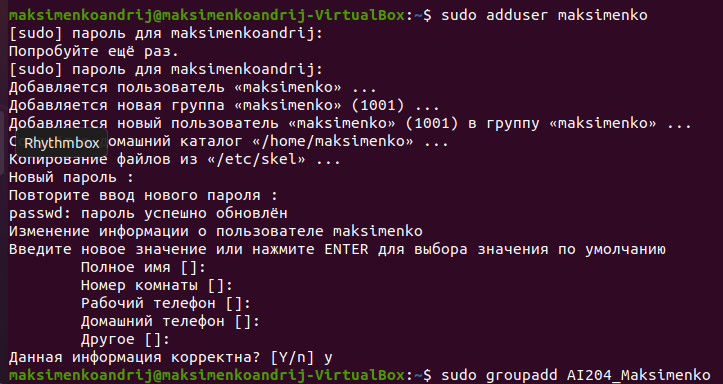 maksimenkoandrij@maksimenkoandrij-VirtualBox:~$ sudo adduser maksimenko
[sudo] пароль для maksimenkoandrij:
Попробуйте ещё раз.
[sudo] пароль для maksimenkoandrij:
Добавляется пользователь «maksimenko» ...
Добавляется новая группа «maksimenko» (1001) ...
Добавляется новый пользователь «maksimenko» (1001) в группу «maksimenko» ...
Rhythmbox
домашний каталог «/home/maksimenko» ...
Копирование файлов из «/etc/skel» ...
Новый пароль :
Повторите ввод нового пароля :
passwd: пароль успешно обновлён
Изменение информации о пользователе maksimenko
Введите новое значение или нажмите ENTER для выбора значения по умолчанию
Полное имя []:
Номер комнаты []:
Рабочий телефон []:
Домашний телефон []:
Другое []:
Данная информация корректна? [Y/n] y
maksimenkoandrij@maksimenkoandrij-VirtualBox:~$ sudo groupadd AI204_Maksimenko